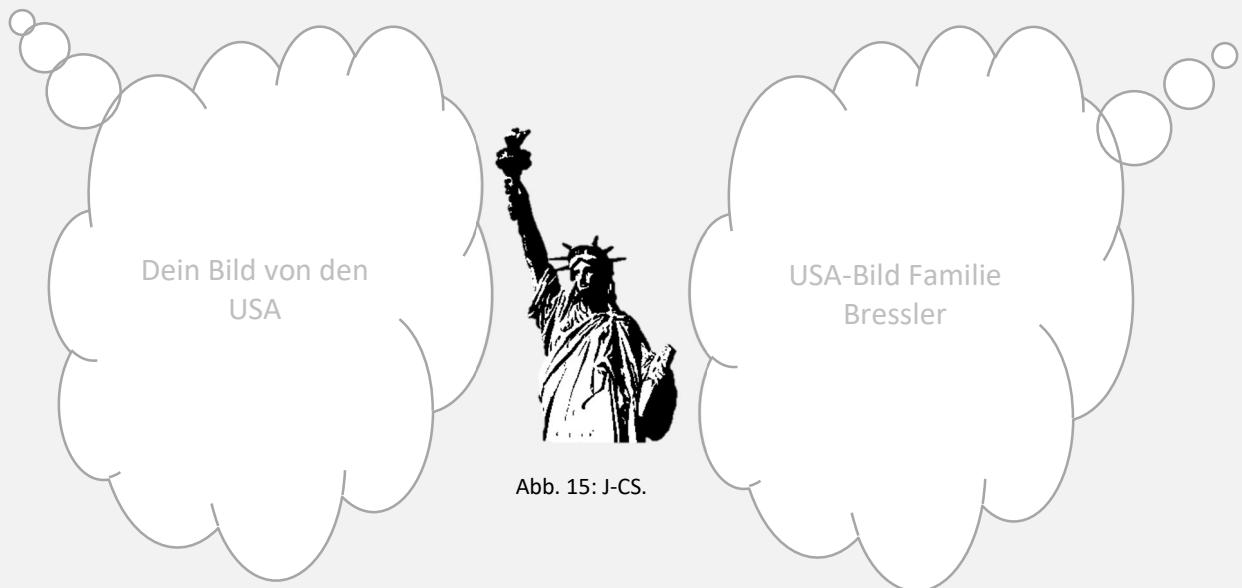 Dein Bild von den
USA
USA-Bild Familie
Bressler
Abb. 15: J-CS.